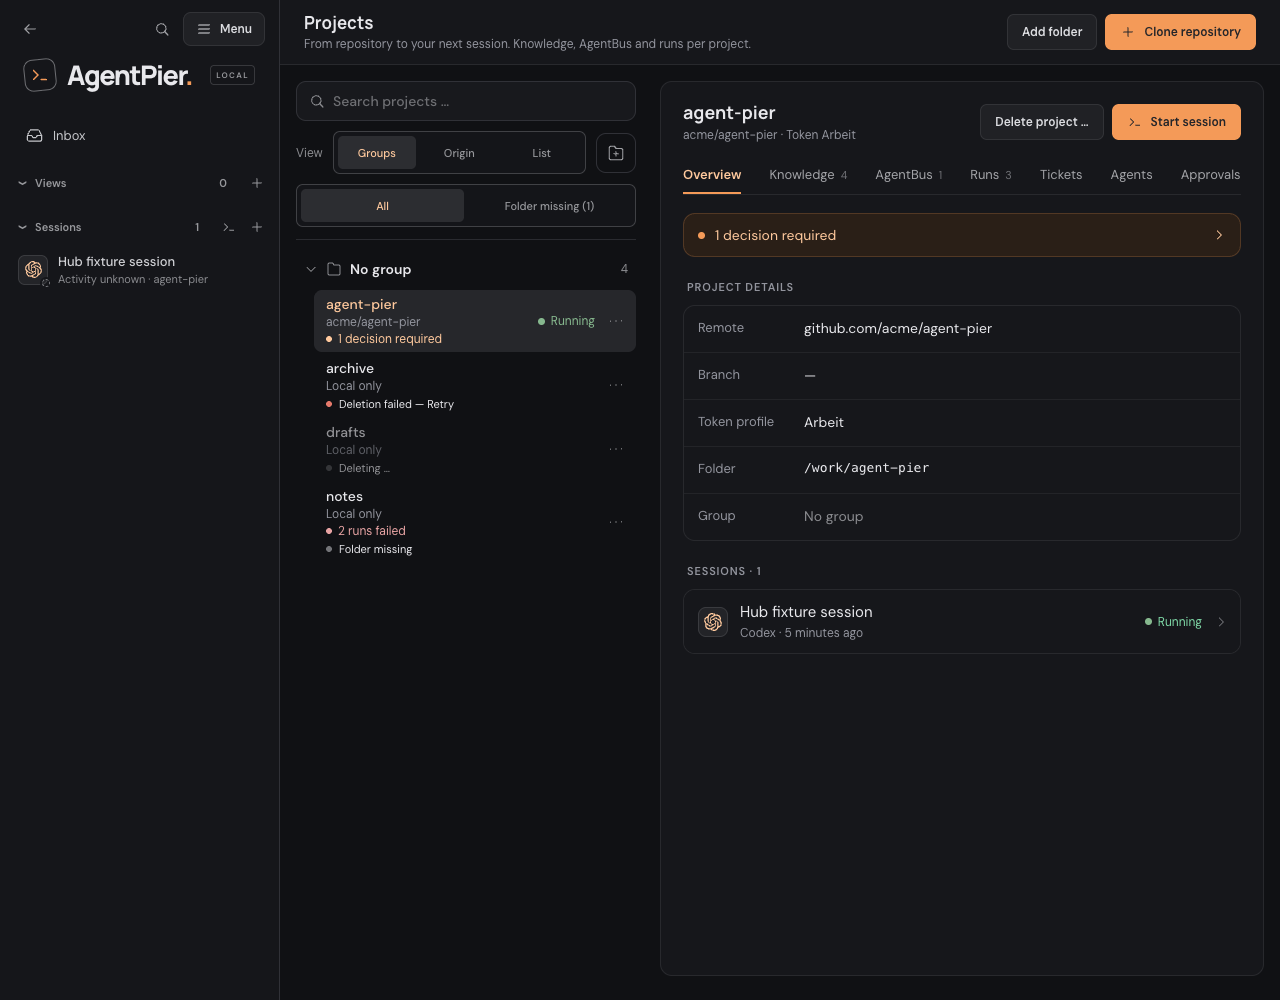 Menu
AgentPier.
LOCAL
Inbox
Views 0
Sessions 1
Hub fixture session
Activity unknown · agent-pier
Projects
From repository to your next session. Knowledge, AgentBus and runs per project.
Add folder
Clone repository
Search projects …
View
Groups
Origin
List
All
Folder missing (1)
No group 4
agent-pier
acme/agent-pier
Running
1 decision required
archive
Local only
Deletion failed — Retry
drafts
Local only
Deleting …
notes
Local only
2 runs failed
Folder missing
agent-pier
acme/agent-pier · Token Arbeit
Delete project …
Start session
Overview
Knowledge 4
AgentBus 1
Runs 3
Tickets
Agents
Approvals
1 decision required
PROJECT DETAILS
Remote github.com/acme/agent-pier
Branch —
Token profile Arbeit
Folder /work/agent-pier
Group No group
SESSIONS · 1
Hub fixture session
Codex · 5 minutes ago
Running